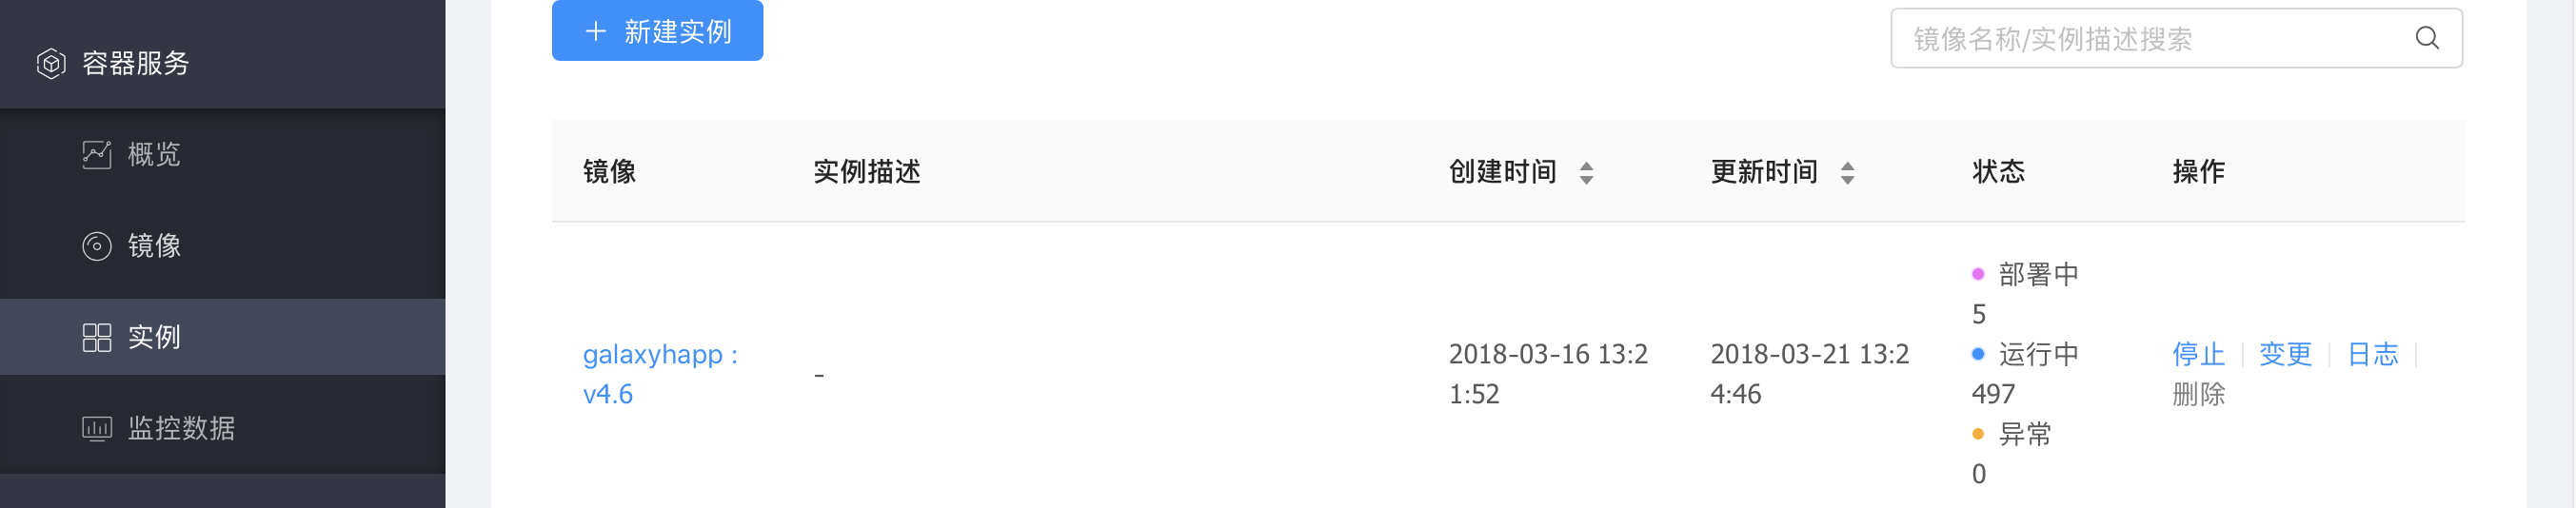 容器服务
概览
镜像
实例
监控数据
新建实例
镜像名称/实例描述搜索
镜像 实例描述 创建时间 更新时间 状态 操作
galaxyhapp :
v4.6
-
2018-03-16 13:2
1:52
2018-03-21 13:2
4:46
部署中
5
运行中
497
异常
0
停止 变更 日志
删除